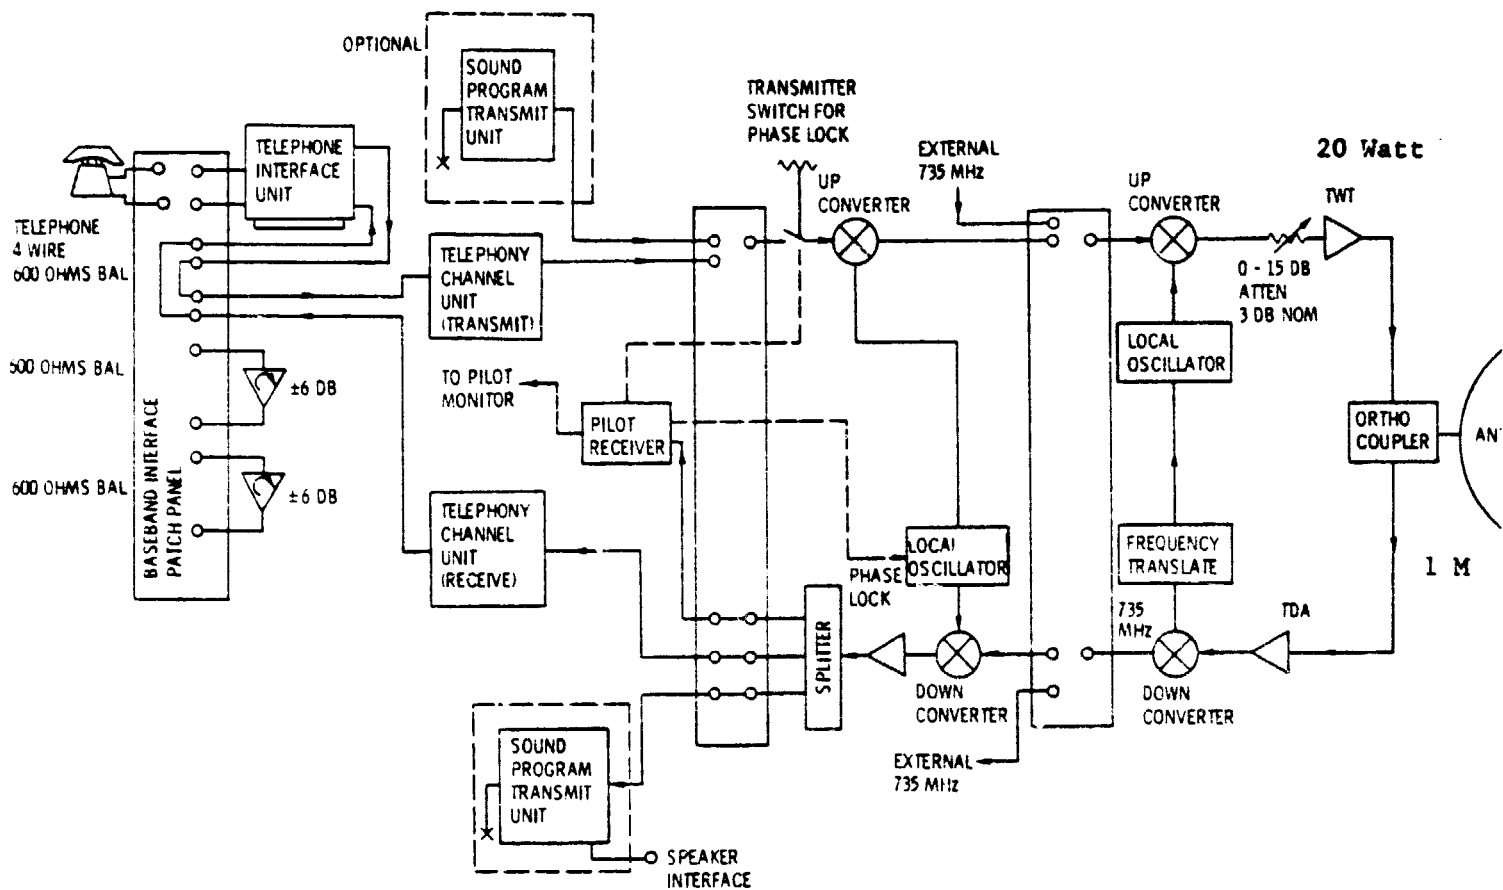 OPTIONAL
SOUND
PROGRAM
TRANSMIT
UNIT
TRANSMITTER
SWITCH FOR
PHASE LOCK
EXTERNAL
735 MHz
20 Watt
TELEPHONE
INTERFACE
UNIT
UP
CONVERTER
UP
CONVERTER
TWT
TELEPHONE
4 WIRE
600 OHMS BAL
TELEPHONY
CHANNEL
UNIT
(TRANSMIT)
0 - 15 DB
ATTEN
3 DB NOM
LOCAL
OSCILLATOR
500 OHMS BAL
±6 DB
TO PILOT
MONITOR
PILOT
RECEIVER
ORTHO
COUPLER
600 OHMS BAL
±6 DB
BASEBAND INTERFACE
PATCH PANEL
TELEPHONY
CHANNEL
UNIT
(RECEIVE)
PHASE
LOCK
LOCAL
OSCILLATOR
FREQUENCY
TRANSLATE
1 M
SPLITTER
735
MHz
TDA
DOWN
CONVERTER
DOWN
CONVERTER
SOUND
PROGRAM
TRANSMIT
UNIT
EXTERNAL
735 MHz
SPEAKER
INTERFACE